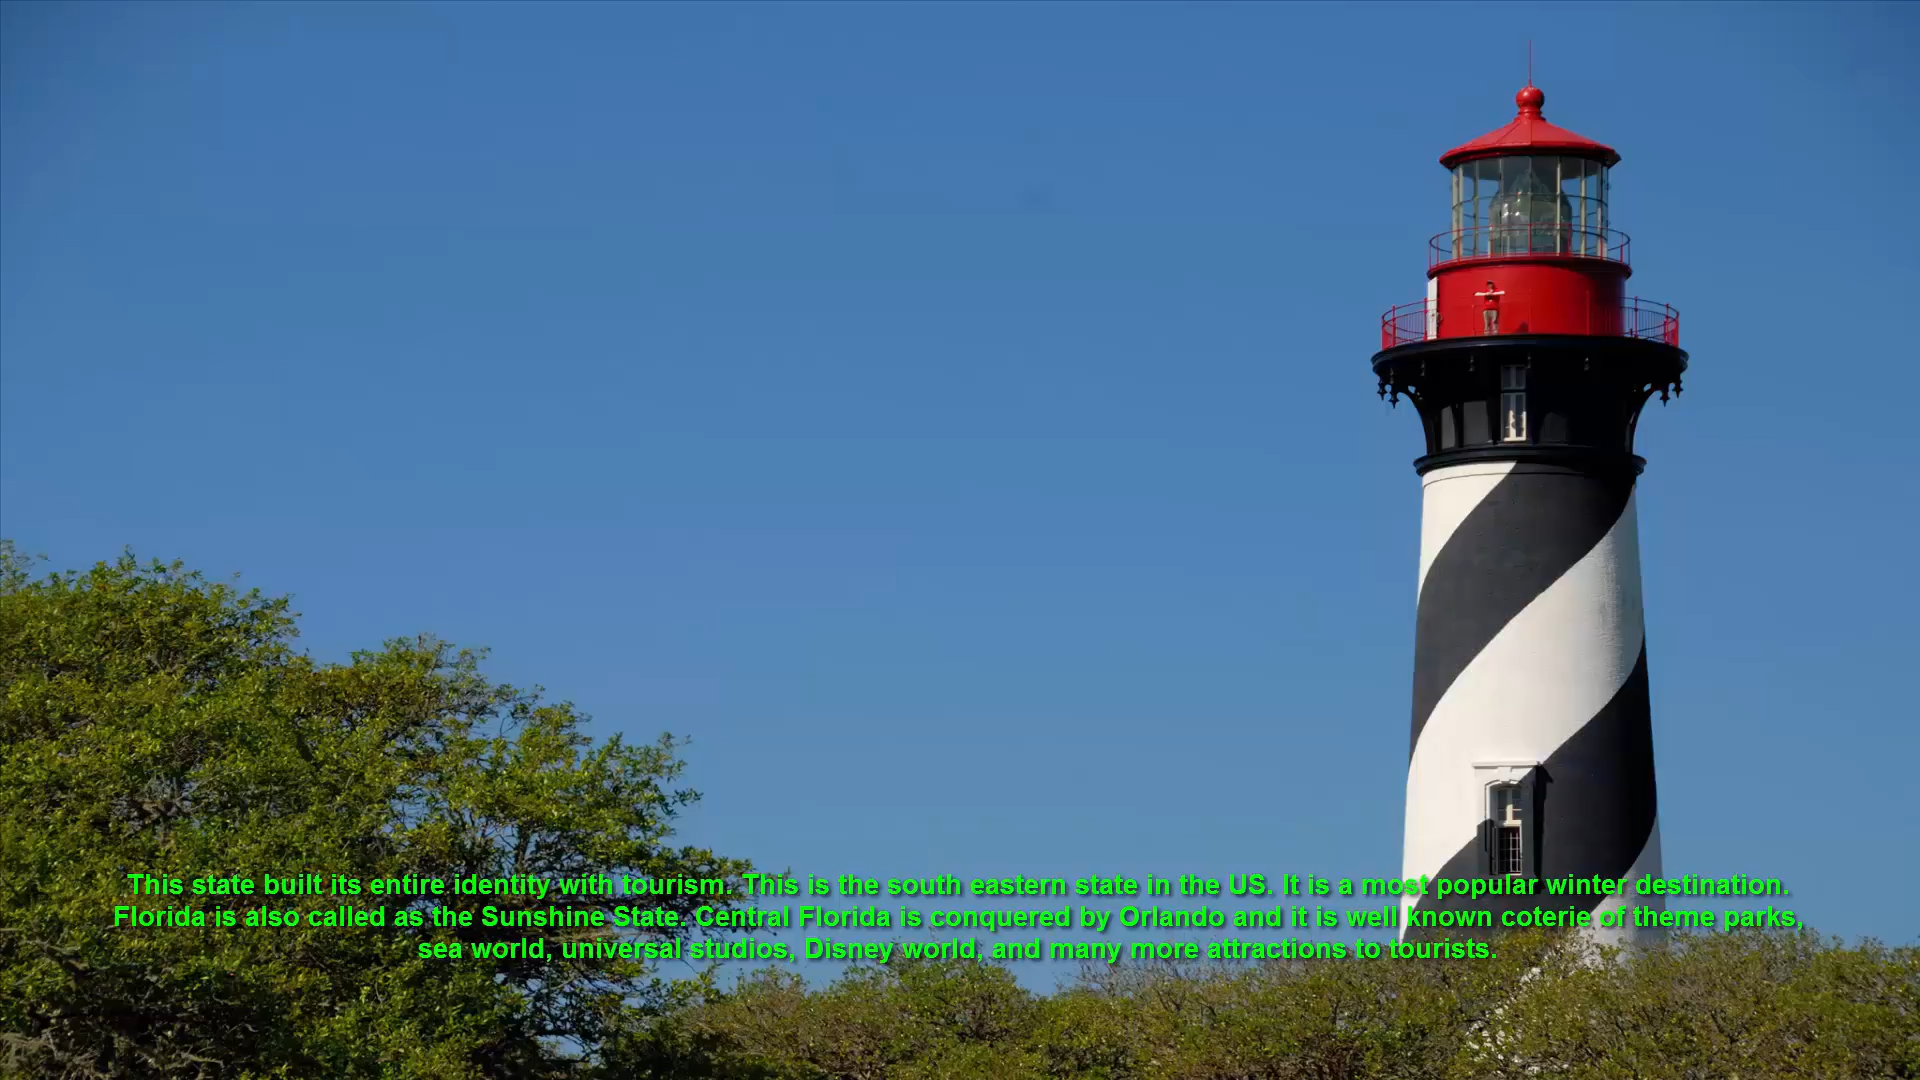 This state built its entire identity with tourism. This is the south eastern state in the US. It is a most popular winter destination.
Florida is also called as the Sunshine State. Central Florida is conquered by Orlando and it is well known coterie of theme parks,
sea world, universal studios, Disney world, and many more attractions to tourists.